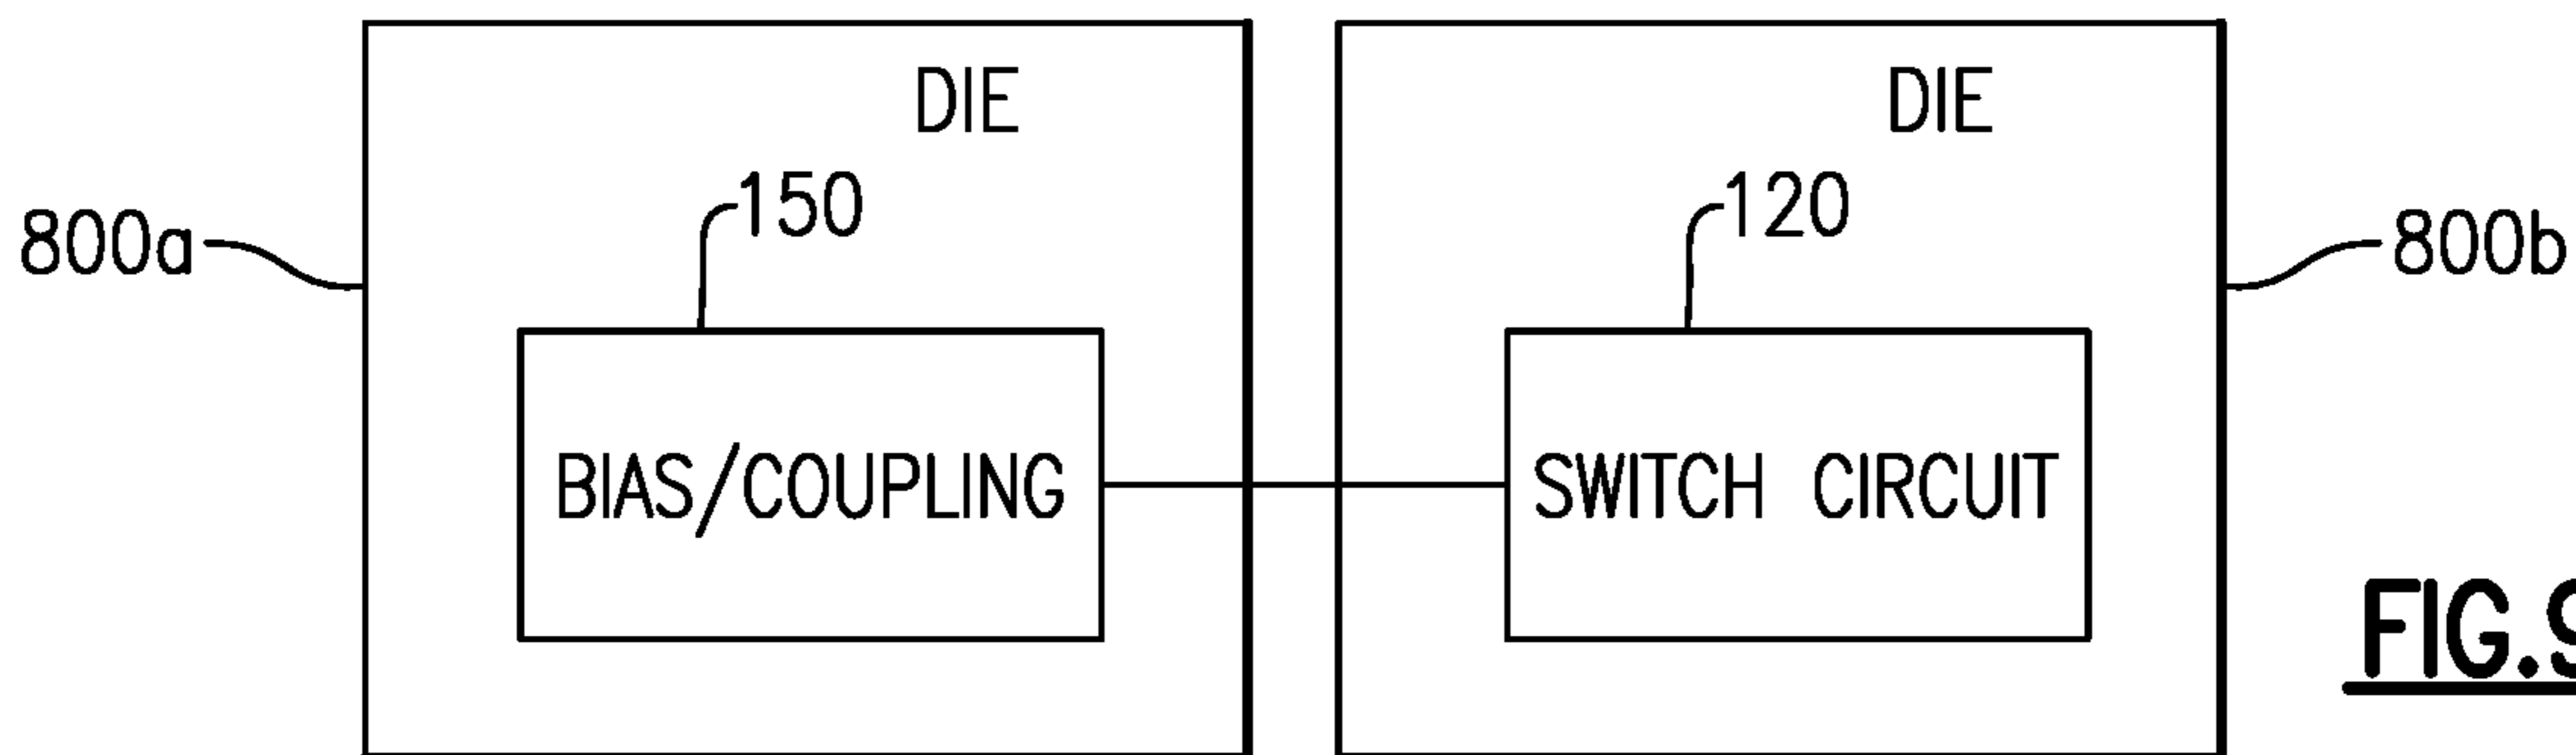 DIE
DIE
150
120
800a
800b
BIAS/COUPLING
SWITCH CIRCUIT
FIG.9